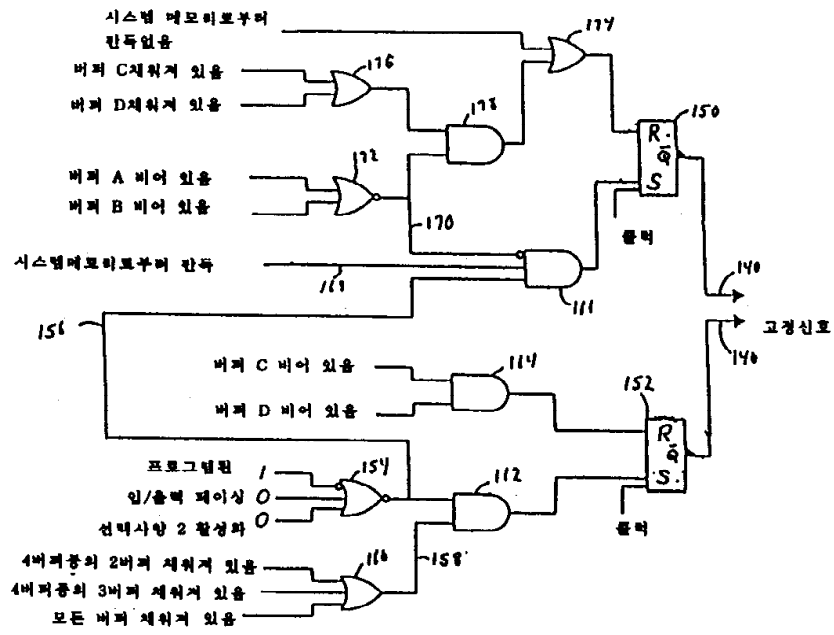 시스템 메모리로부터
판독없음
174
버퍼 C채워져 있음
176
버퍼 D채워져 있음
178
150
R
Q̄
S
버퍼 A 비어 있음
172
버퍼 B 비어 있음
170
클럭
시스템메모리로부터 판독
168
140
156
고정신호
140
버퍼 C 비어 있음
114
버퍼 D 비어 있음
152
R
Q̄
S
프로그램된 1
154
입/출력 페이싱 0
112
선택사양 2 활성화 0
클럭
4버퍼중의 2버퍼 채워져 있음
158
4버퍼중의 3버퍼 채워져 있음
모든 버퍼 채워져 있음